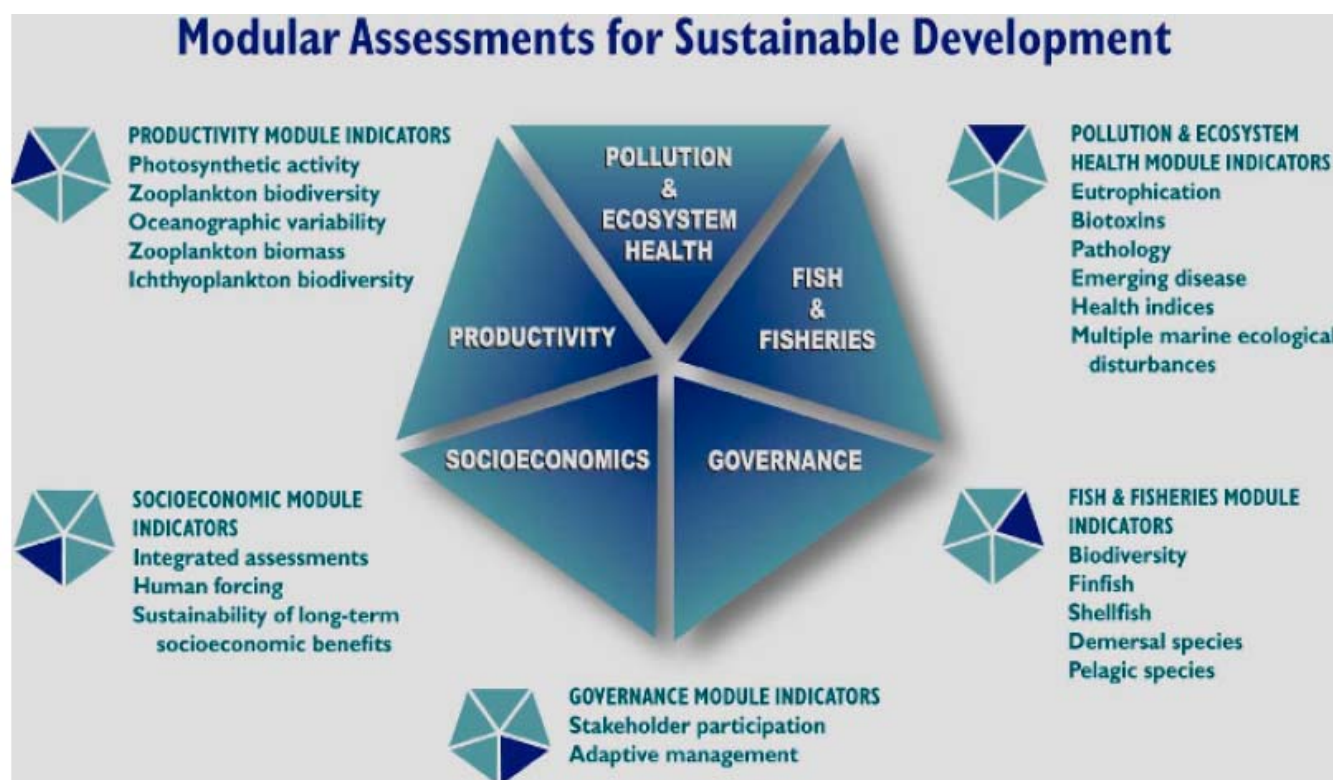 Modular Assessments for Sustainable Development
PRODUCTIVITY MODULE INDICATORS
Photosynthetic activity
Zooplankton biodiversity
Oceanographic variability
Zooplankton biomass
Ichthyoplankton biodiversity
POLLUTION
&
ECOSYSTEM
HEALTH
FISH
&
FISHERIES
PRODUCTIVITY
SOCIOECONOMICS
GOVERNANCE
POLLUTION & ECOSYSTEM
HEALTH MODULE INDICATORS
Eutrophication
Biotoxins
Pathology
Emerging disease
Health indices
Multiple marine ecological
disturbances
SOCIOECONOMIC MODULE
INDICATORS
Integrated assessments
Human forcing
Sustainability of long-term
socioeconomic benefits
FISH & FISHERIES MODULE
INDICATORS
Biodiversity
Finfish
Shellfish
Demersal species
Pelagic species
GOVERNANCE MODULE INDICATORS
Stakeholder participation
Adaptive management